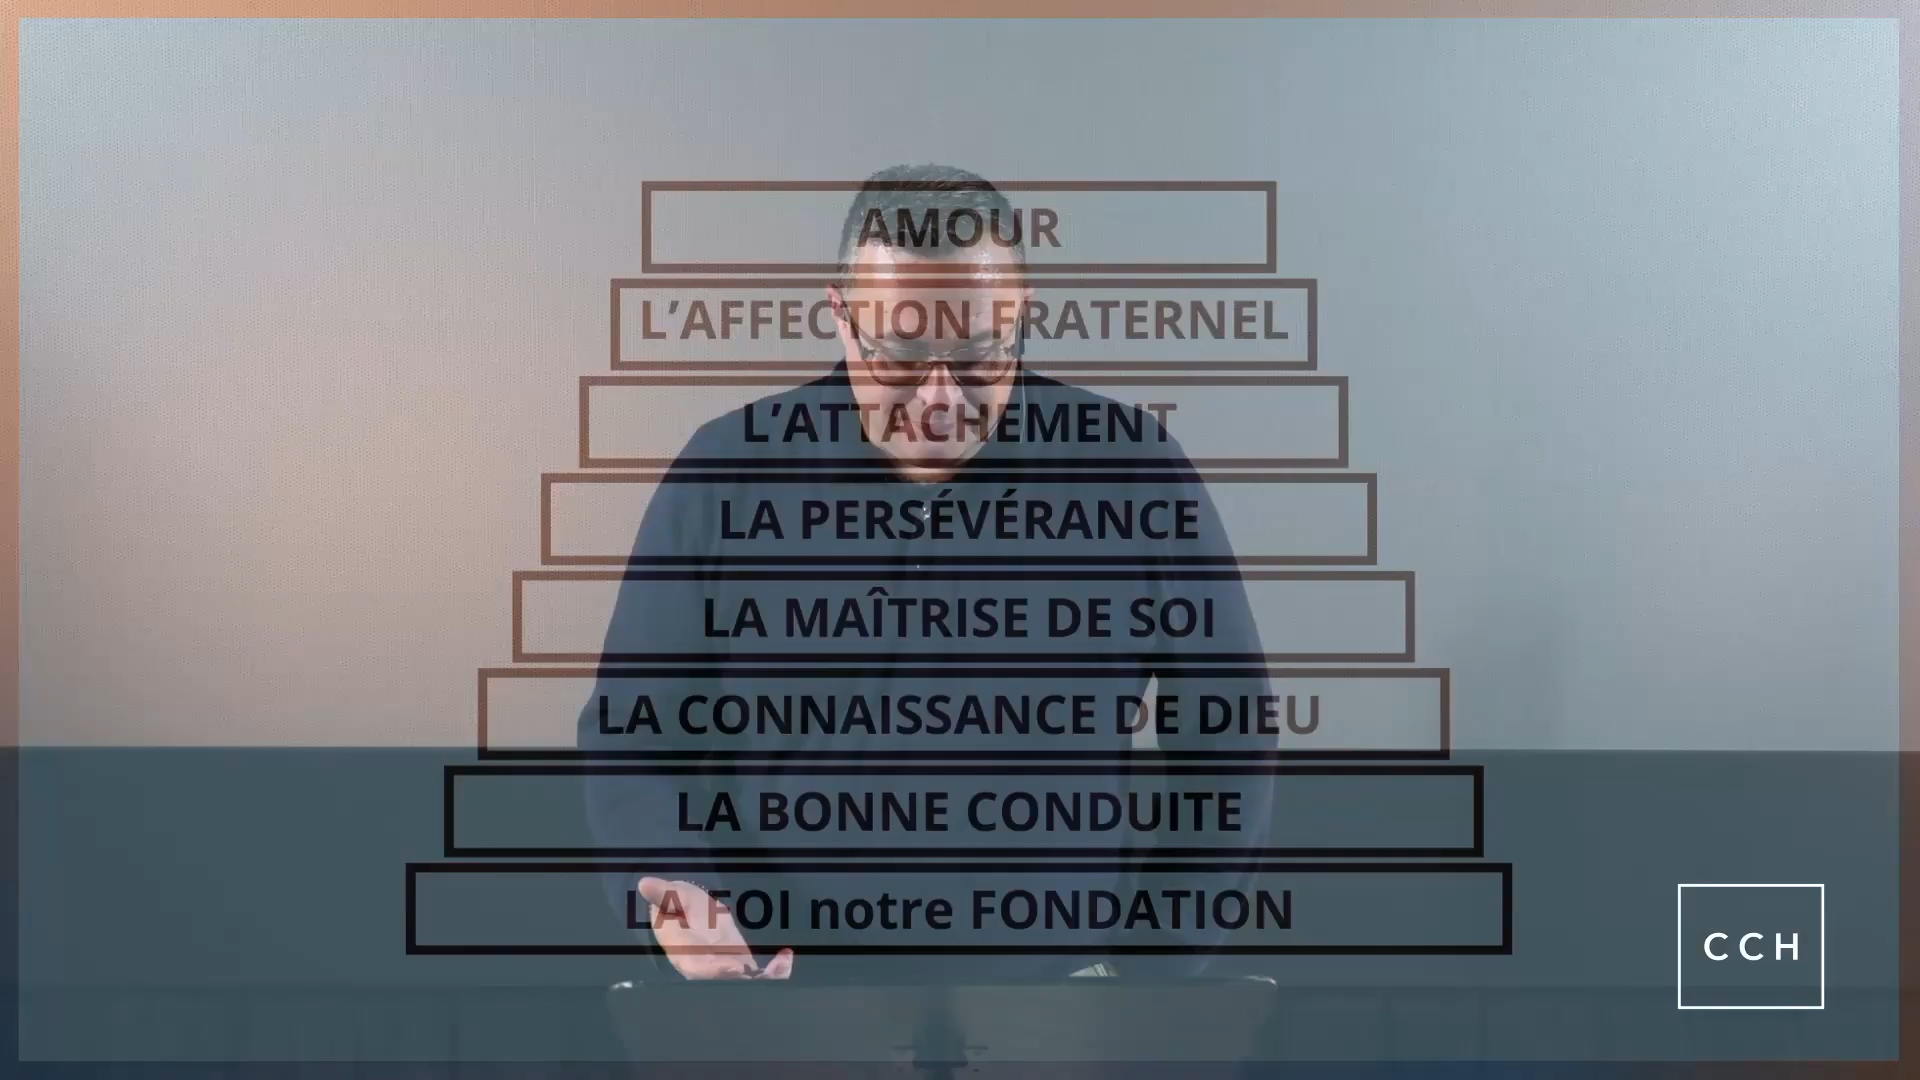 AMOUR
L’AFFECTION FRATERNEL
L’ATTACHEMENT
LA PERSÉVÉRANCE
LA MAÎTRISE DE SOI
LA CONNAISSANCE DE DIEU
LA BONNE CONDUITE
LA FOI notre FONDATION
CCH